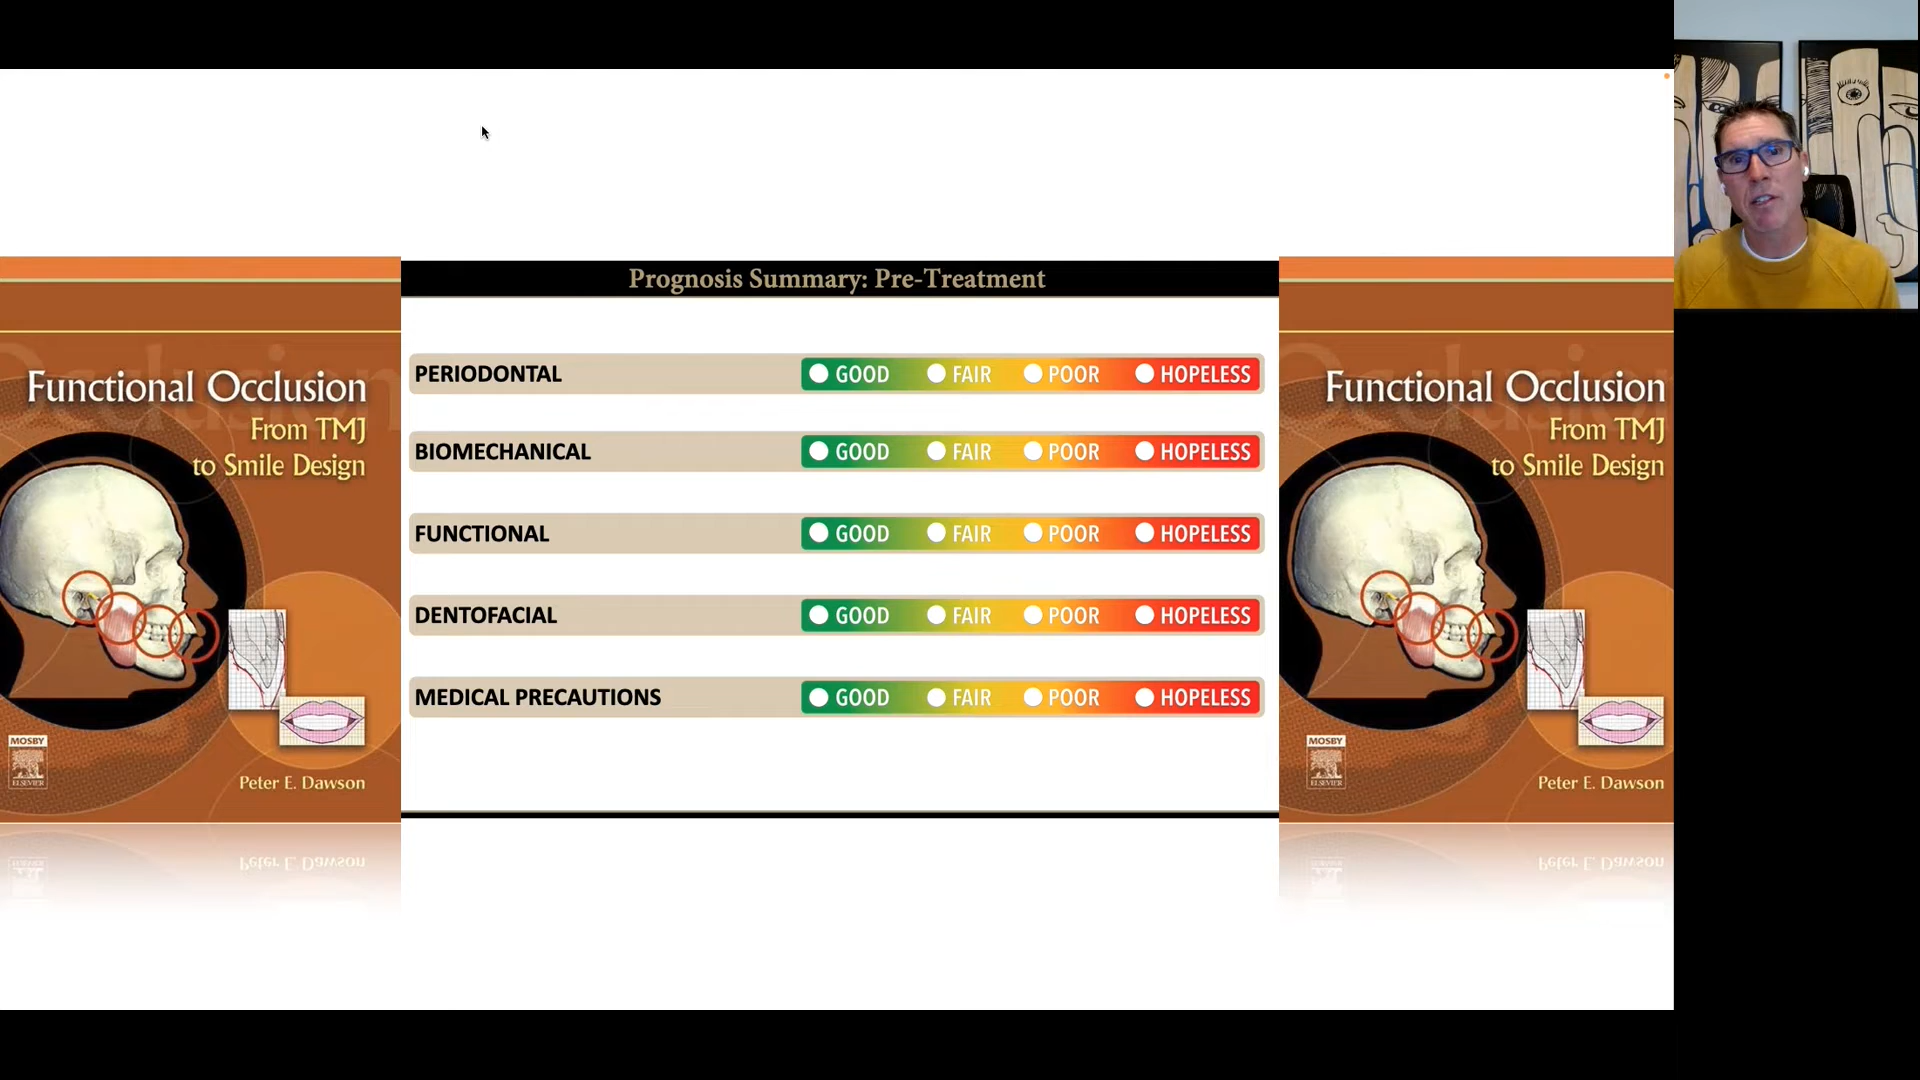 Functional Occlusion
From TMJ
to Smile Design
MOSBY
ELSEVIER
Peter E. Dawson
Prognosis Summary: Pre-Treatment
PERIODONTAL GOOD FAIR POOR HOPELESS
BIOMECHANICAL GOOD FAIR POOR HOPELESS
FUNCTIONAL GOOD FAIR POOR HOPELESS
DENTOFACIAL GOOD FAIR POOR HOPELESS
MEDICAL PRECAUTIONS GOOD FAIR POOR HOPELESS
Functional Occlusion
From TMJ
to Smile Design
MOSBY
ELSEVIER
Peter E. Dawson